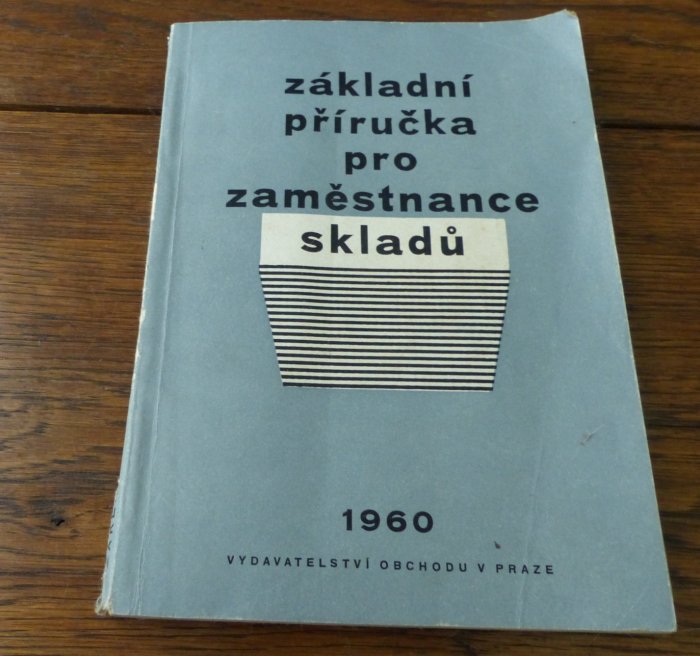 základní
příručka
pro
zaměstnance
skladů
1960
VYDAVATELSTVÍ OBCHODU V PRAZE